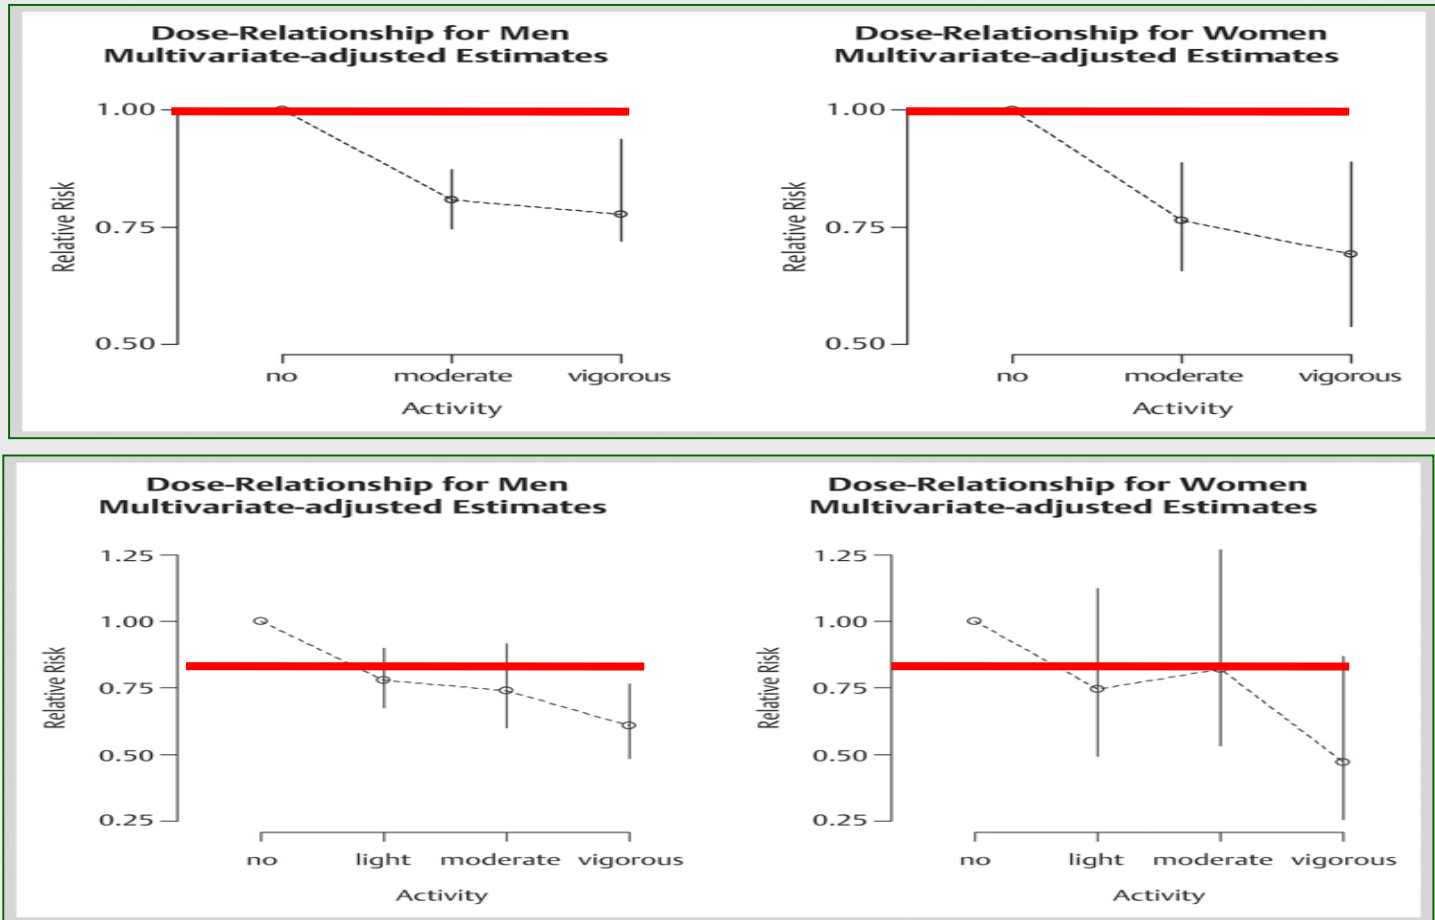 Dose-Relationship for Men
Multivariate-adjusted Estimates
1.00
0.75
0.50
Relative Risk
no moderate vigorous
Activity
Dose-Relationship for Women
Multivariate-adjusted Estimates
1.00
0.75
0.50
Relative Risk
no moderate vigorous
Activity
Dose-Relationship for Men
Multivariate-adjusted Estimates
1.25
1.00
0.75
0.50
0.25
Relative Risk
no light moderate vigorous
Activity
Dose-Relationship for Women
Multivariate-adjusted Estimates
1.25
1.00
0.75
0.50
0.25
Relative Risk
no light moderate vigorous
Activity